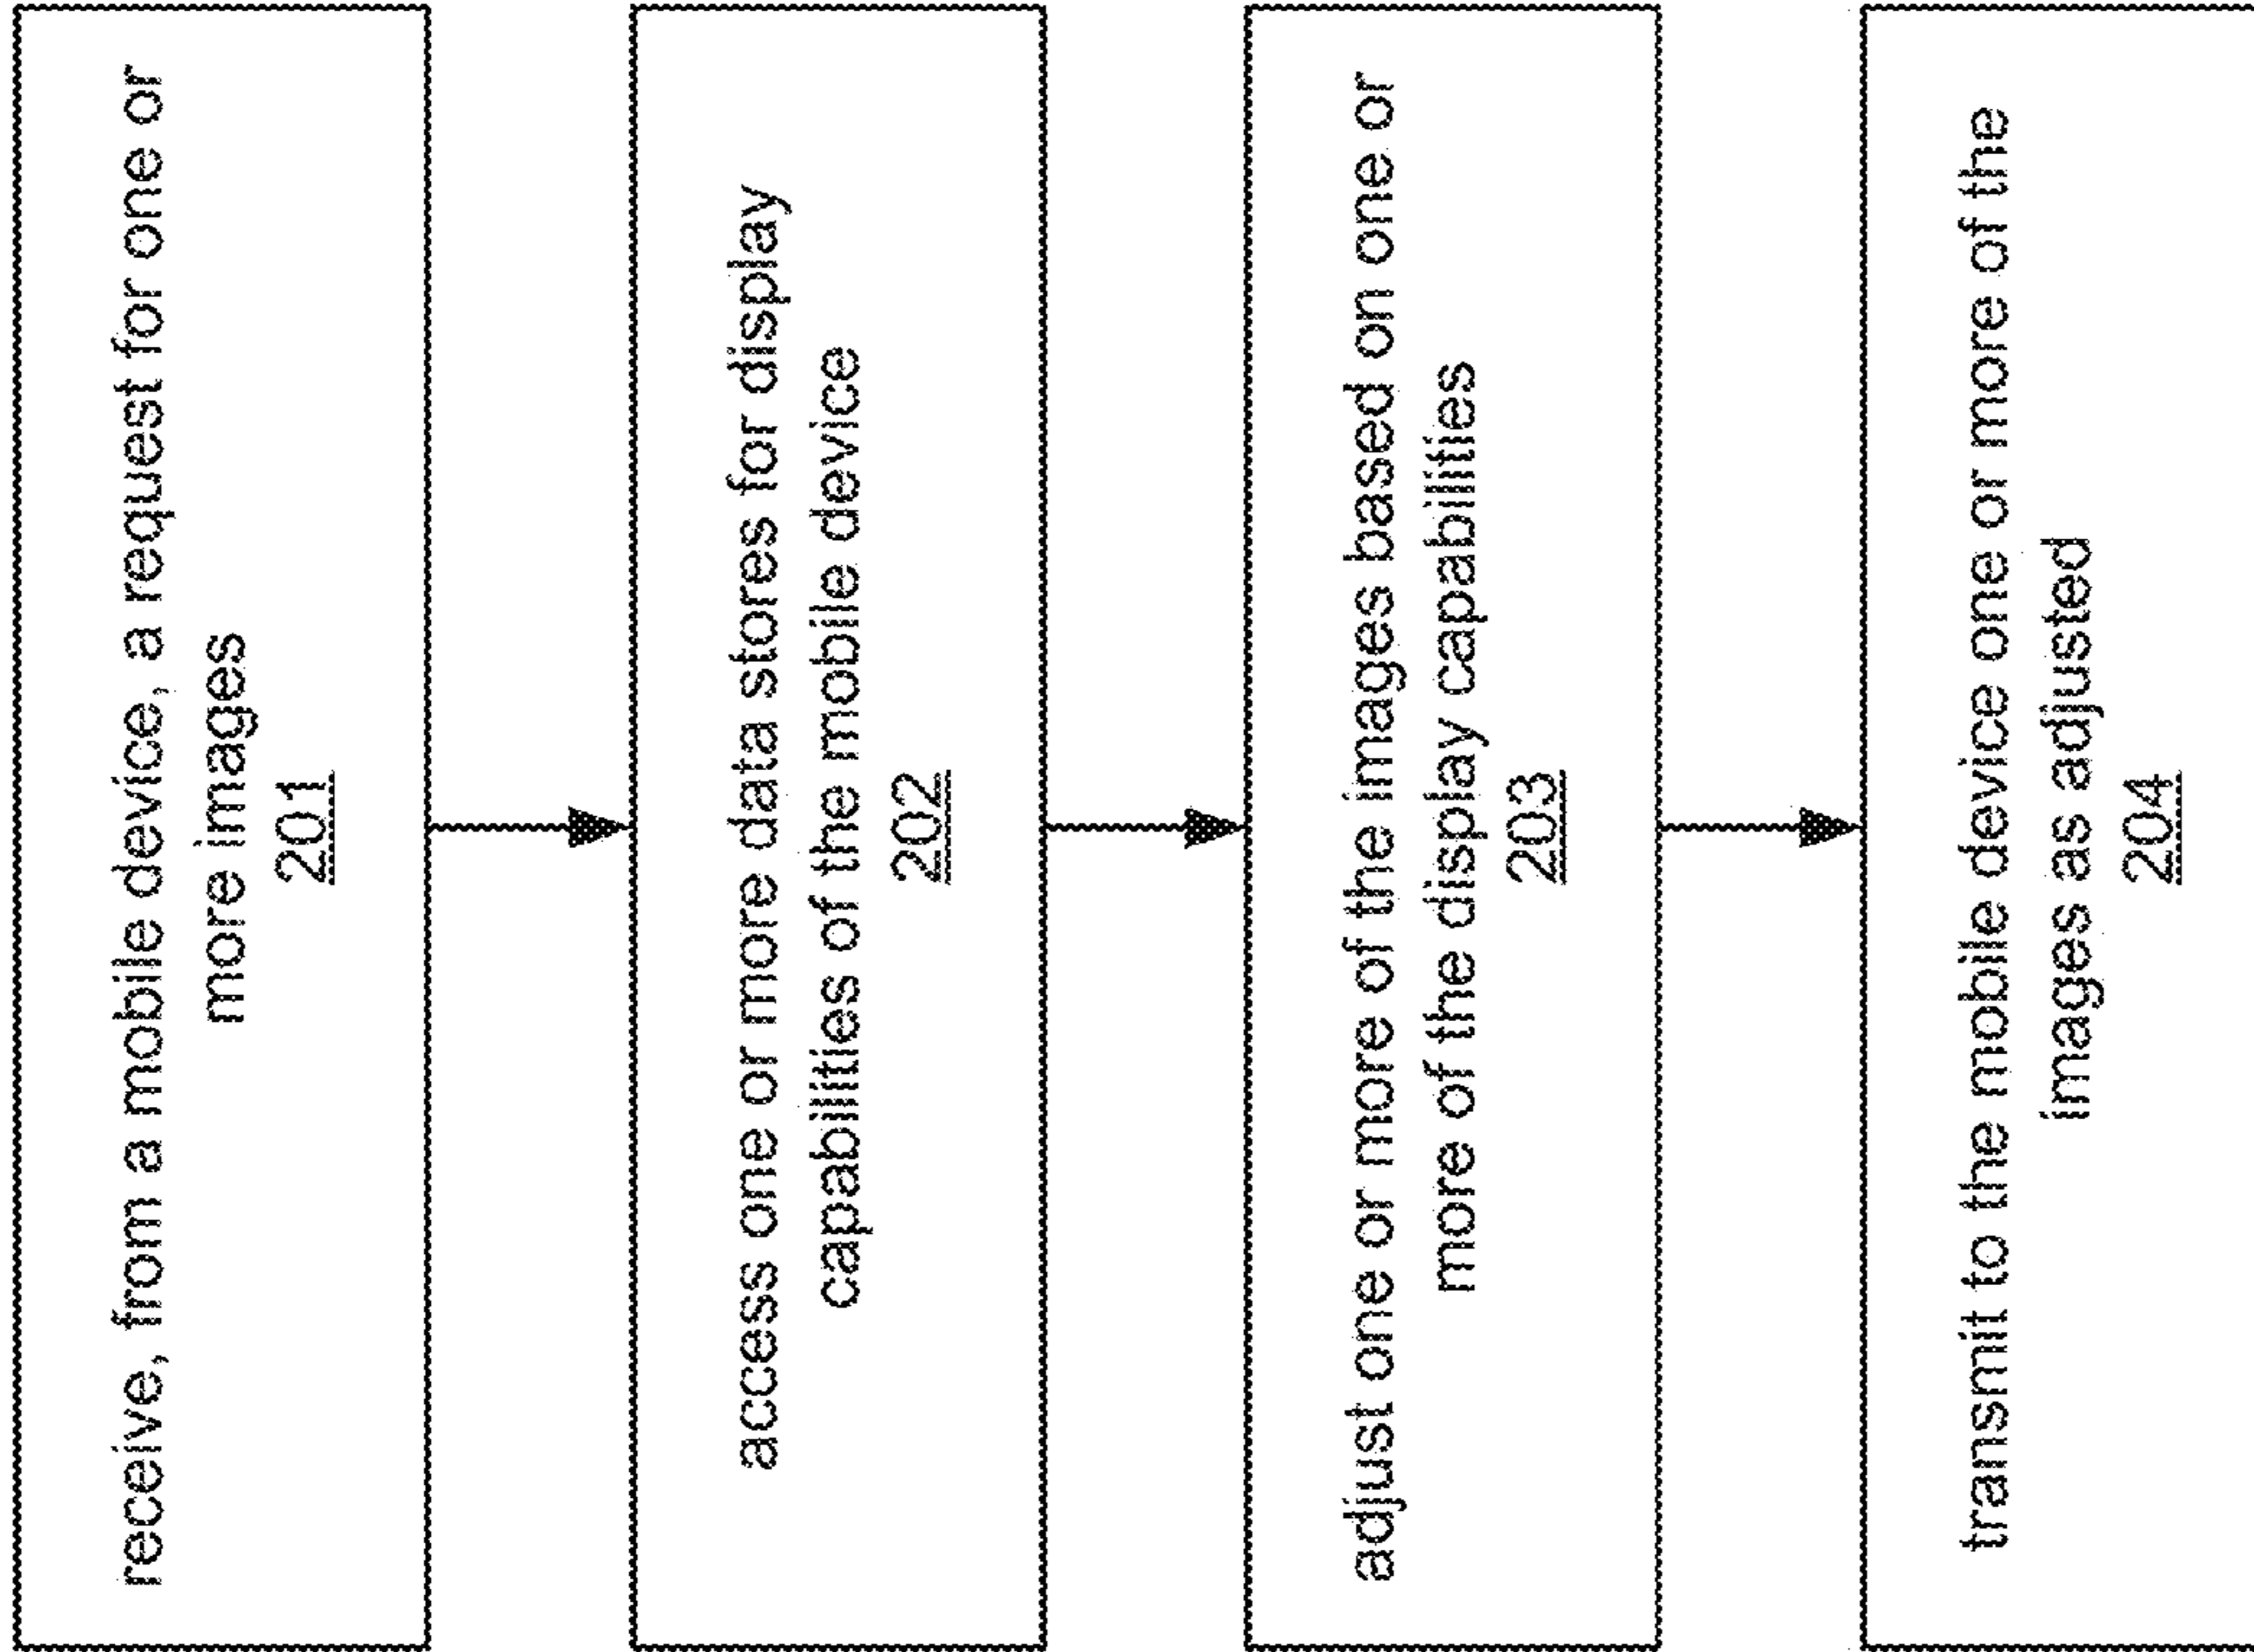 receive, from a mobile device, a request for one or
more images
201
access one or more data stores for display
capabilities of the mobile device
202
adjust one or more of the images based on one or
more of the display capabilities
203
transmit to the mobile device one or more of the
images as adjusted
204